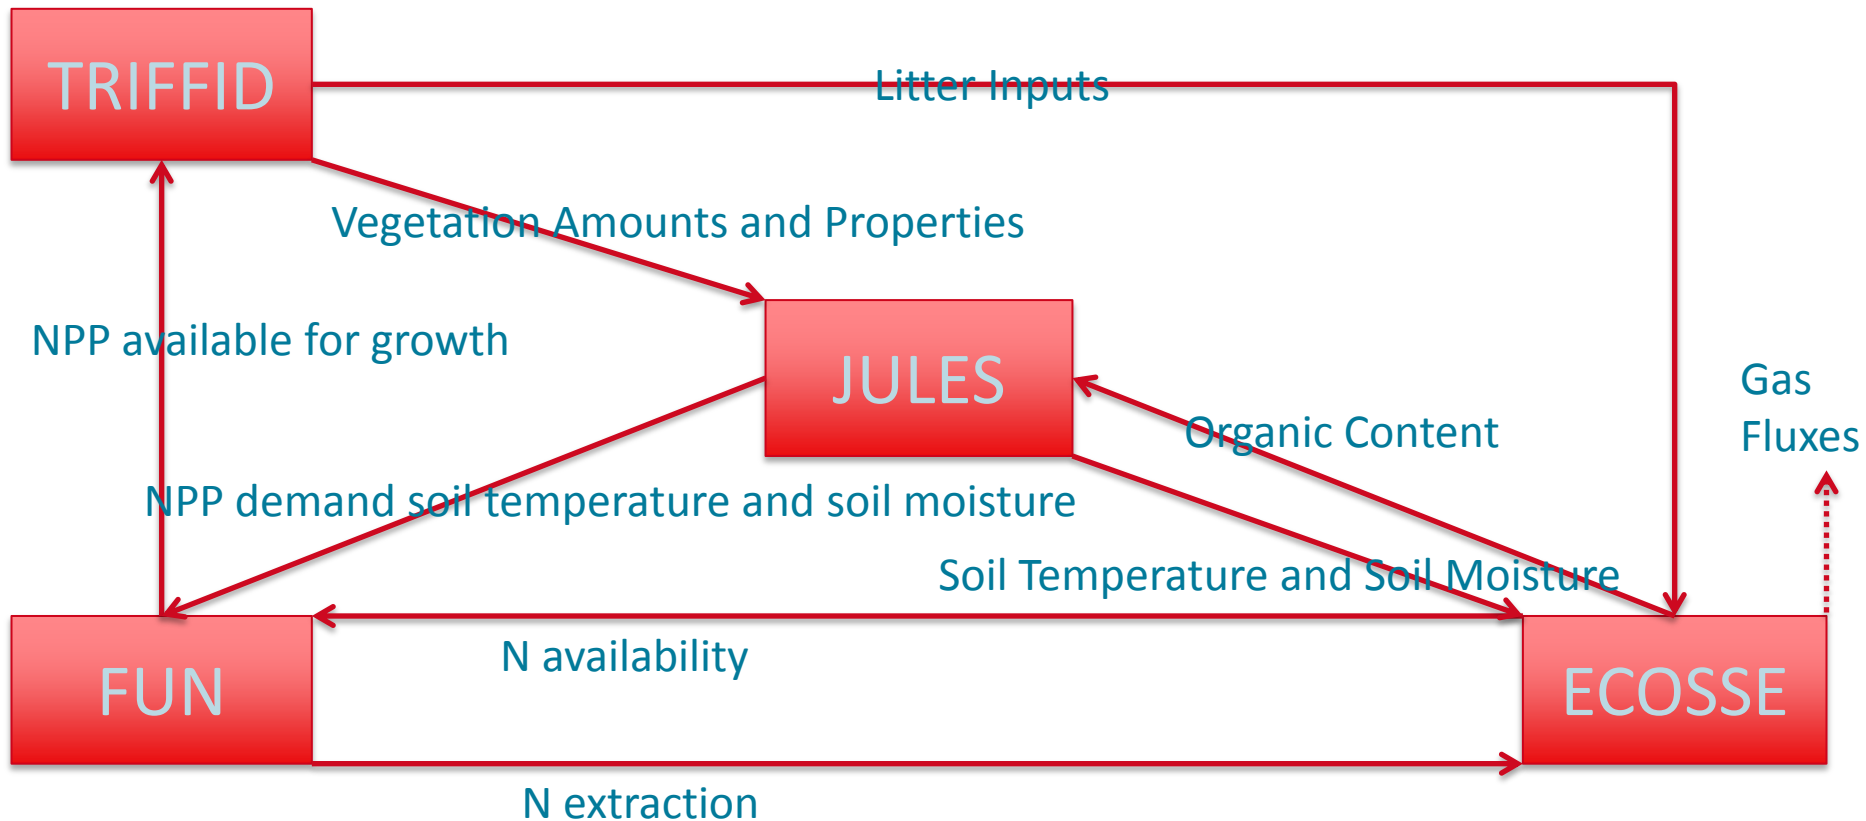 TRIFFID
Litter Inputs
Vegetation Amounts and Properties
NPP available for growth
JULES
Gas
Fluxes
Organic Content
NPP demand soil temperature and soil moisture
Soil Temperature and Soil Moisture
N availability
FUN
ECOSSE
N extraction